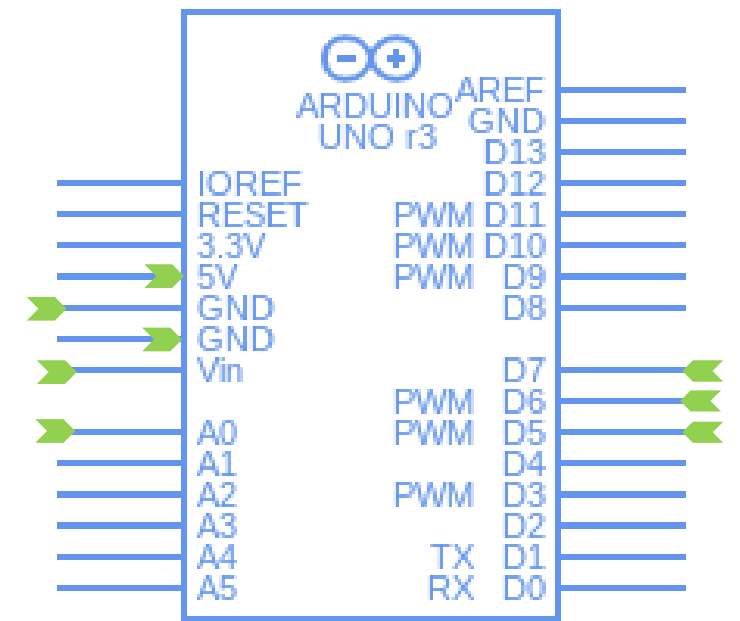 ARDUINO
UNO r3
AREF
GND
D13
IOREF D12
RESET PWM D11
3.3V PWM D10
5V PWM D9
GND D8
GND
Vin D7
PWM D6
A0 PWM D5
A1 D4
A2 PWM D3
A3 D2
A4 TX D1
A5 RX D0